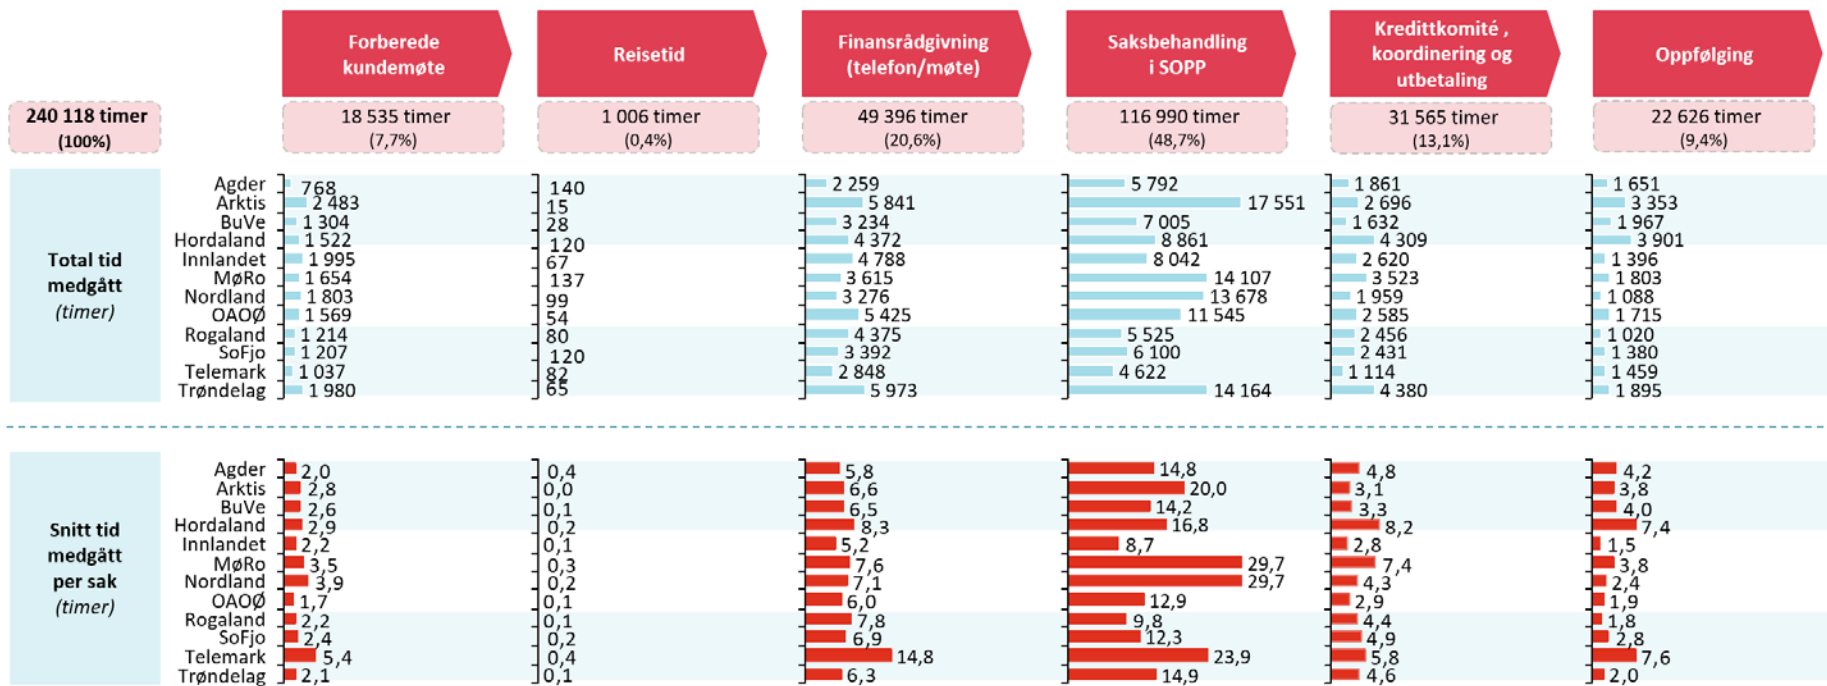 Forberede
kundemøte
Reisetid
Finansrådgivning
(telefon/møte)
Saksbehandling
i SOPP
Kredittkomité ,
koordinering og
utbetaling
Oppfølging
240 118 timer
(100%)
18 535 timer
(7,7%)
1 006 timer
(0,4%)
49 396 timer
(20,6%)
116 990 timer
(48,7%)
31 565 timer
(13,1%)
22 626 timer
(9,4%)
Total tid
medgått
(timer)
Agder 768 140 2 259 5 792 1 861 1 651
Arktis 2 483 15 5 841 17 551 2 696 3 353
BuVe 1 304 28 3 234 7 005 1 632 1 967
Hordaland 1 522 120 4 372 8 861 4 309 3 901
Innlandet 1 995 67 4 788 8 042 2 620 1 396
MøRo 1 654 137 3 615 14 107 3 523 1 803
Nordland 1 803 99 3 276 13 678 1 959 1 088
OAOØ 1 569 54 5 425 11 545 2 585 1 715
Rogaland 1 214 80 4 375 5 525 2 456 1 020
SoFjo 1 207 120 3 392 6 100 2 431 1 380
Telemark 1 037 82 2 848 4 622 1 114 1 459
Trøndelag 1 980 65 5 973 14 164 4 380 1 895
Snitt tid
medgått
per sak
(timer)
Agder 2,0 0,4 5,8 14,8 4,8 4,2
Arktis 2,8 0,0 6,6 20,0 3,1 3,8
BuVe 2,6 0,1 6,5 14,2 3,3 4,0
Hordaland 2,9 0,2 8,3 16,8 8,2 7,4
Innlandet 2,2 0,1 5,2 8,7 2,8 1,5
MøRo 3,5 0,3 7,6 29,7 7,4 3,8
Nordland 3,9 0,2 7,1 29,7 4,3 2,4
OAOØ 1,7 0,1 6,0 12,9 2,9 1,9
Rogaland 2,2 0,1 7,8 9,8 4,4 1,8
SoFjo 2,4 0,2 6,9 12,3 4,9 2,8
Telemark 5,4 0,4 14,8 23,9 5,8 7,6
Trøndelag 2,1 0,1 6,3 14,9 4,6 2,0